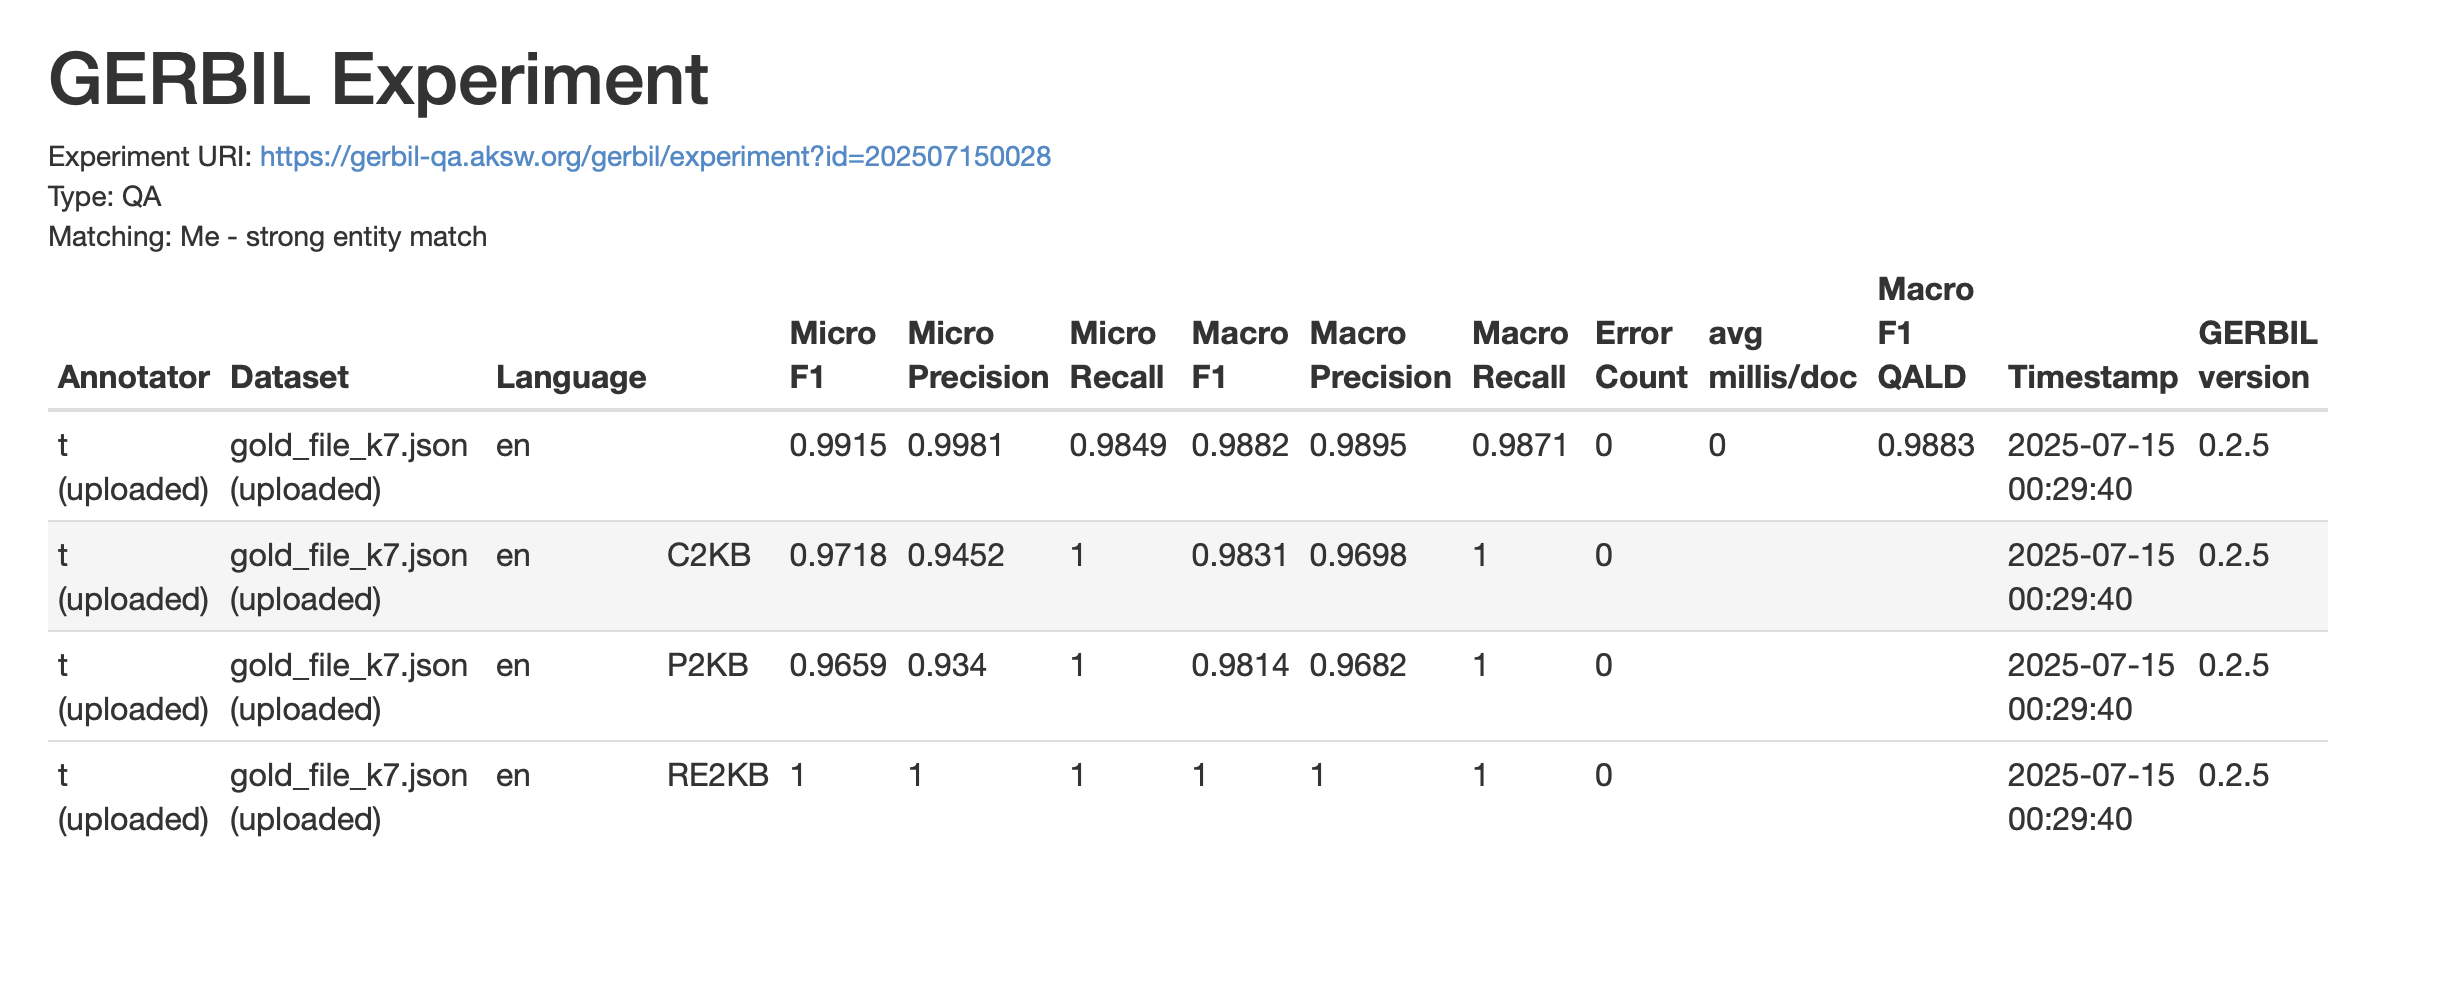 GERBIL Experiment
Experiment URI: https://gerbil-qa.aksw.org/gerbil/experiment?id=202507150028
Type: QA
Matching: Me - strong entity match
Macro
Micro Micro Micro Macro Macro Macro Error avg F1 GERBIL
Annotator Dataset Language F1 Precision Recall F1 Precision Recall Count millis/doc QALD Timestamp version
t gold_file_k7.json en 0.9915 0.9981 0.9849 0.9882 0.9895 0.9871 0 0 0.9883 2025-07-15 0.2.5
(uploaded) (uploaded) 00:29:40
t gold_file_k7.json en C2KB 0.9718 0.9452 1 0.9831 0.9698 1 0 2025-07-15 0.2.5
(uploaded) (uploaded) 00:29:40
t gold_file_k7.json en P2KB 0.9659 0.934 1 0.9814 0.9682 1 0 2025-07-15 0.2.5
(uploaded) (uploaded) 00:29:40
t gold_file_k7.json en RE2KB 1 1 1 1 1 1 0 2025-07-15 0.2.5
(uploaded) (uploaded) 00:29:40